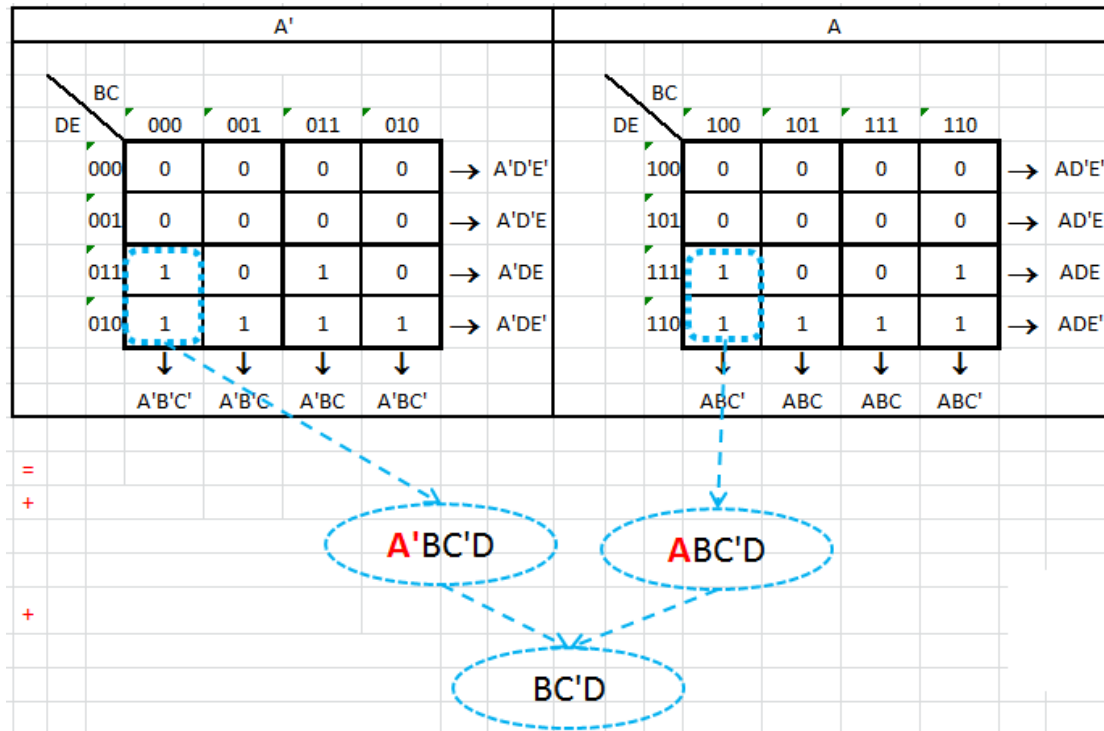 A' A
BC BC
DE 000 001 011 010 DE 100 101 111 110
000 0 0 0 0 → A'D'E' 100 0 0 0 0 → AD'E'
001 0 0 0 0 → A'D'E 101 0 0 0 0 → AD'E
011 1 0 1 0 → A'DE 111 1 0 0 1 → ADE
010 1 1 1 1 → A'DE' 110 1 1 1 1 → ADE'
↓ ↓ ↓ ↓ ↓ ↓ ↓ ↓
A'B'C' A'B'C A'BC A'BC' ABC' ABC ABC ABC'
=
+
A'BC'D ABC'D
+
BC'D